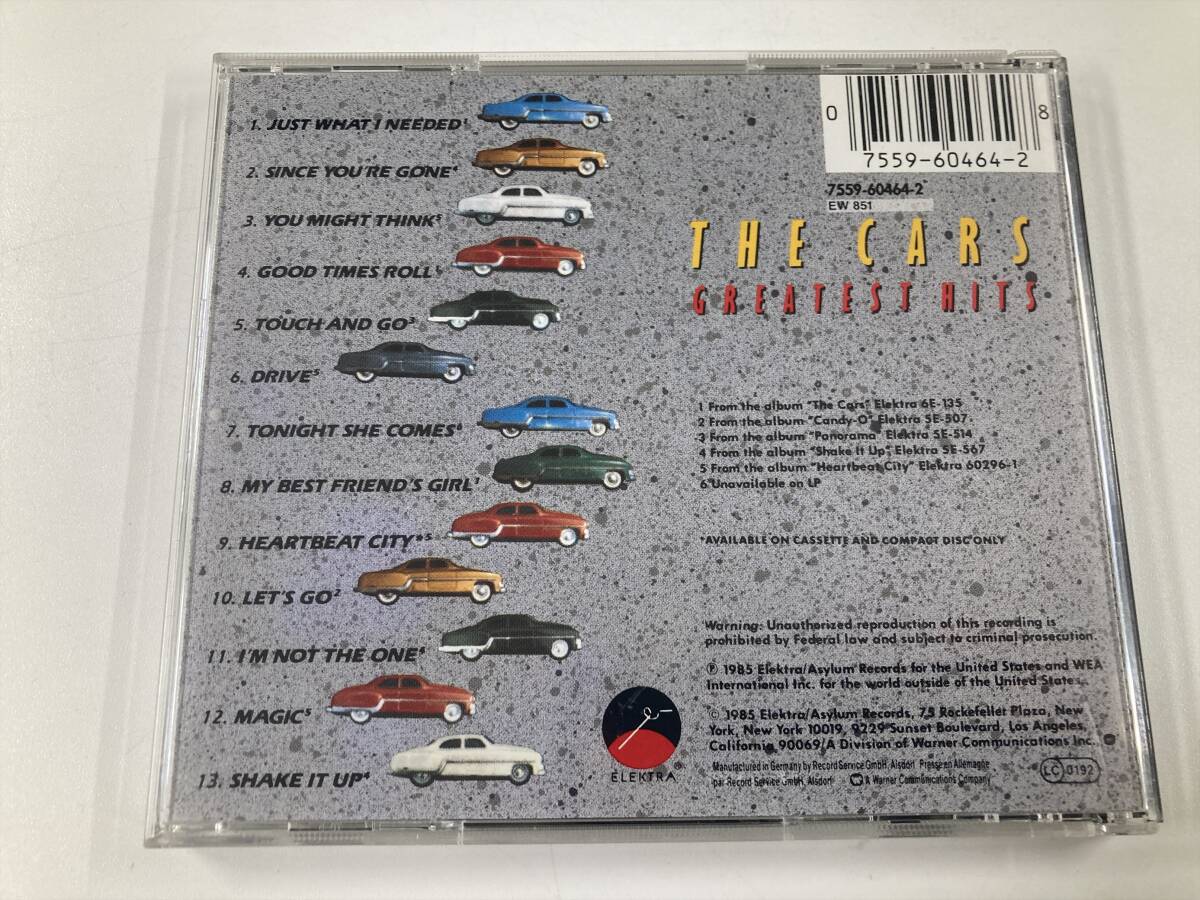 1. JUST WHAT I NEEDED¹
2. SINCE YOU'RE GONE⁴
3. YOU MIGHT THINK⁵
4. GOOD TIMES ROLL¹
5. TOUCH AND GO³
6. DRIVE⁵
7. TONIGHT SHE COMES⁶
8. MY BEST FRIEND'S GIRL¹
9. HEARTBEAT CITY*⁵
10. LET'S GO²
11. I'M NOT THE ONE⁴
12. MAGIC⁵
13. SHAKE IT UP⁴
0 7559-60464-2 8
7559-60464-2
EW 851
THE CARS
GREATEST HITS
1 From the album "The Cars" Elektra 6E-135
2 From the album "Candy-O" Elektra 5E-507
3 From the album "Panorama" Elektra 5E-514
4 From the album "Shake It Up" Elektra 5E-567
5 From the album "Heartbeat City" Elektra 60296-1
6 Unavailable on LP
*AVAILABLE ON CASSETTE AND COMPACT DISC ONLY
Warning: Unauthorized reproduction of this recording is
prohibited by Federal law and subject to criminal prosecution.
℗ 1985 Elektra/Asylum Records for the United States and WEA
International Inc. for the world outside of the United States.
© 1985 Elektra/Asylum Records, 75 Rockefeller Plaza, New
York, New York 10019, 9229 Sunset Boulevard, Los Angeles,
California 90069/A Division of Warner Communications Inc.
Manufactured in Germany by Record Service GmbH, Alsdorf Presse en Allemagne
par Record Service GmbH, Alsdorf A Warner Communications Company
ELEKTRA®
LC 0192